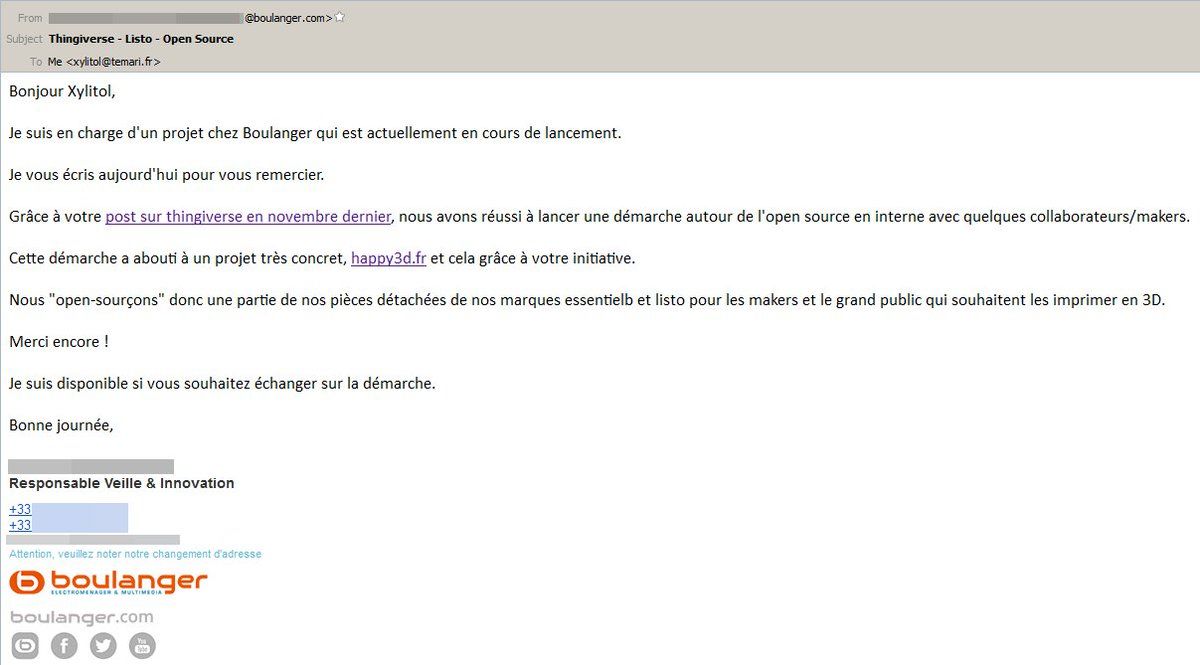 From @boulanger.com>
Subject Thingiverse - Listo - Open Source
To Me <xylitol@temari.fr>
Bonjour Xylitol,
Je suis en charge d'un projet chez Boulanger qui est actuellement en cours de lancement.
Je vous écris aujourd'hui pour vous remercier.
Grâce à votre post sur thingiverse en novembre dernier, nous avons réussi à lancer une démarche autour de l'open source en interne avec quelques collaborateurs/makers.
Cette démarche a abouti à un projet très concret, happy3d.fr et cela grâce à votre initiative.
Nous "open-sourçons" donc une partie de nos pièces détachées de nos marques essentielb et listo pour les makers et le grand public qui souhaitent les imprimer en 3D.
Merci encore !
Je suis disponible si vous souhaitez échanger sur la démarche.
Bonne journée,
Responsable Veille & Innovation
+33
+33
Attention, veuillez noter notre changement d'adresse
boulanger
ELECTROMENAGER & MULTIMEDIA
boulanger.com
You Tube